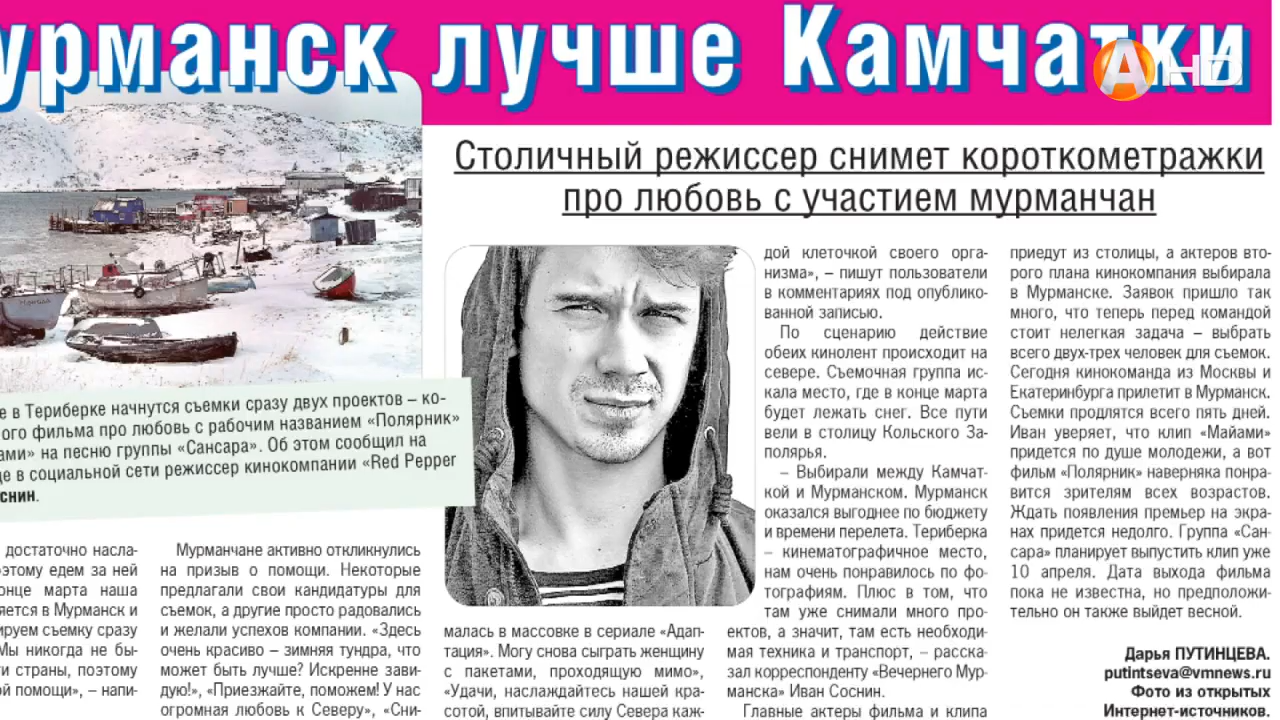 урманск лучше Камчатки
АHD
Столичный режиссер снимет короткометражки
про любовь с участием мурманчан
е в Териберке начнутся съемки сразу двух проектов – ко-
ого фильма про любовь с рабочим названием «Полярник»
ами» на песню группы «Сансара». Об этом сообщил на
це в социальной сети режиссер кинокомпании «Red Pepper
снин.
достаточно насла-
оэтому едем за ней
онце марта наша
яется в Мурманск и
ируем съемку сразу
Мы никогда не бы-
ти страны, поэтому
ой помощи», – напи-
Мурманчане активно откликнулись
на призыв о помощи. Некоторые
предлагали свои кандидатуры для
съемок, а другие просто радовались
и желали успехов компании. «Здесь
очень красиво – зимняя тундра, что
может быть лучше? Искренне зави-
дую!», «Приезжайте, поможем! У нас
огромная любовь к Северу», «Сни-
малась в массовке в сериале «Адап-
тация». Могу снова сыграть женщину
с пакетами, проходящую мимо»,
«Удачи, наслаждайтесь нашей кра-
сотой, впитывайте силу Севера каж-
дой клеточкой своего орга-
низма», – пишут пользователи
в комментариях под опублико-
ванной записью.
По сценарию действие
обеих кинолент происходит на
севере. Съемочная группа ис-
кала место, где в конце марта
будет лежать снег. Все пути
вели в столицу Кольского За-
полярья.
– Выбирали между Камчат-
кой и Мурманском. Мурманск
оказался выгоднее по бюджету
и времени перелета. Териберка
– кинематографичное место,
нам очень понравилось по фо-
тографиям. Плюс в том, что
там уже снимали много про-
ектов, а значит, там есть необходи-
мая техника и транспорт, – расска-
зал корреспонденту «Вечернего Мур-
манска» Иван Соснин.
Главные актеры фильма и клипа
приедут из столицы, а актеров вто-
рого плана кинокомпания выбирала
в Мурманске. Заявок пришло так
много, что теперь перед командой
стоит нелегкая задача – выбрать
всего двух-трех человек для съемок.
Сегодня кинокоманда из Москвы и
Екатеринбурга прилетит в Мурманск.
Съемки продлятся всего пять дней.
Иван уверяет, что клип «Майами»
придется по душе молодежи, а вот
фильм «Полярник» наверняка понра-
вится зрителям всех возрастов.
Ждать появления премьер на экра-
нах придется недолго. Группа «Сан-
сара» планирует выпустить клип уже
10 апреля. Дата выхода фильма
пока не известна, но предположи-
тельно он также выйдет весной.
Дарья ПУТИНЦЕВА.
putintseva@vmnews.ru
Фото из открытых
Интернет-источников.